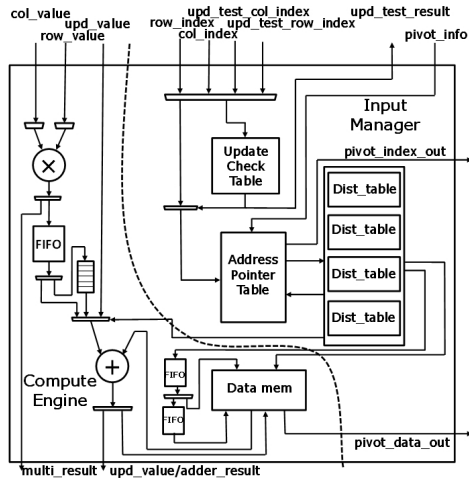 col_value
upd_value
row_value
upd_test_col_index
row_index
upd_test_row_index
col_index
upd_test_result
pivot_info
Input
Manager
pivot_index_out
Update
Check
Table
Dist_table
Dist_table
Dist_table
Dist_table
Address
Pointer
Table
×
FIFO
+
Compute
Engine
FIFO
FIFO
Data mem
pivot_data_out
multi_result
upd_value/adder_result